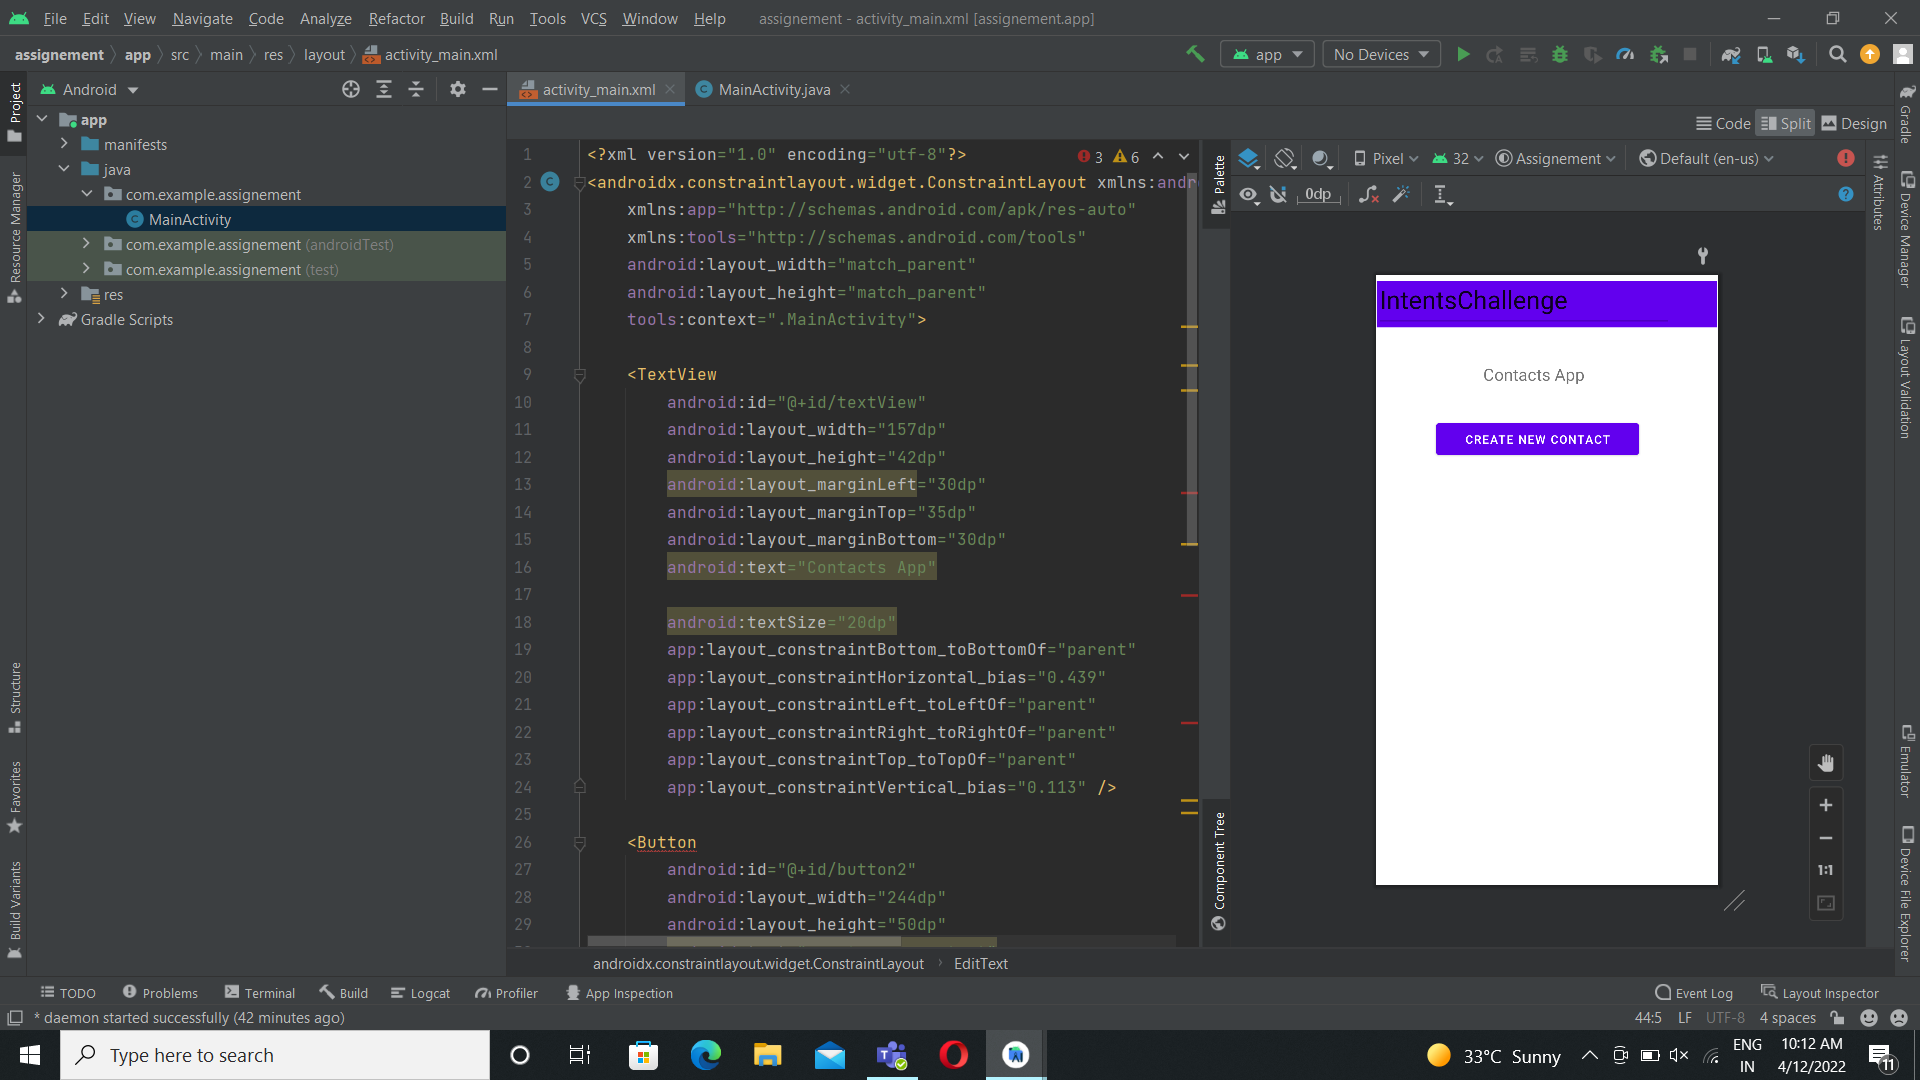 File Edit View Navigate Code Analyze Refactor Build Run Tools VCS Window Help assignement - activity_main.xml [assignement.app]
assignement app src main res layout activity_main.xml app No Devices
Android activity_main.xml MainActivity.java
Code Split Design
Project
Resource Manager
Structure
Favorites
Build Variants
app
manifests
java
com.example.assignement
MainActivity
com.example.assignement (androidTest)
com.example.assignement (test)
res
Gradle Scripts
3 6
1 <?xml version="1.0" encoding="utf-8"?>
2 <androidx.constraintlayout.widget.ConstraintLayout xmlns:andr
3 xmlns:app="http://schemas.android.com/apk/res-auto"
4 xmlns:tools="http://schemas.android.com/tools"
5 android:layout_width="match_parent"
6 android:layout_height="match_parent"
7 tools:context=".MainActivity">
8
9 <TextView
10 android:id="@+id/textView"
11 android:layout_width="157dp"
12 android:layout_height="42dp"
13 android:layout_marginLeft="30dp"
14 android:layout_marginTop="35dp"
15 android:layout_marginBottom="30dp"
16 android:text="Contacts App"
17
18 android:textSize="20dp"
19 app:layout_constraintBottom_toBottomOf="parent"
20 app:layout_constraintHorizontal_bias="0.439"
21 app:layout_constraintLeft_toLeftOf="parent"
22 app:layout_constraintRight_toRightOf="parent"
23 app:layout_constraintTop_toTopOf="parent"
24 app:layout_constraintVertical_bias="0.113" />
25
26 <Button
27 android:id="@+id/button2"
28 android:layout_width="244dp"
29 android:layout_height="50dp"
androidx.constraintlayout.widget.ConstraintLayout EditText
Palette
Component Tree
Pixel 32 Assignement Default (en-us)
0dp
IntentsChallenge
Contacts App
CREATE NEW CONTACT
1:1
Attributes
Gradle
Device Manager
Layout Validation
Emulator
Device File Explorer
TODO Problems Terminal Build Logcat Profiler App Inspection Event Log Layout Inspector
* daemon started successfully (42 minutes ago) 44:5 LF UTF-8 4 spaces
Type here to search 33°C Sunny ENG IN 10:12 AM 4/12/2022 11